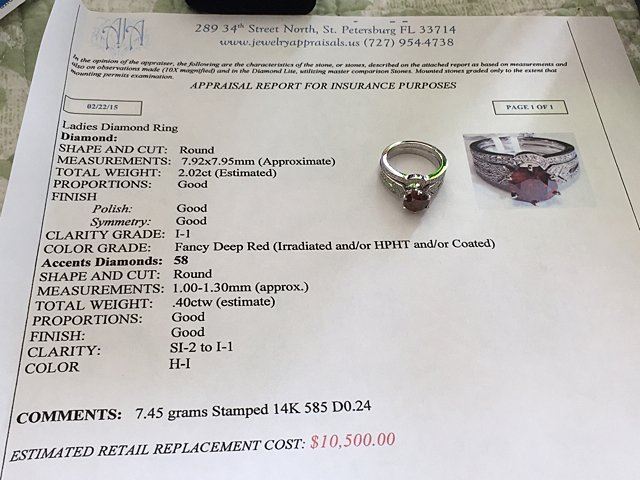 289 34th Street North, St. Petersburg FL 33714
www.jewelryappraisals.us (727) 954-4738
In the opinion of the appraiser, the following are the characteristics of the stone, or stones, described on the attached report as based on measurements and
also on observations made (10X magnified) and in the Diamond Lite, utilizing master comparison Stones. Mounted stones graded only to the extent that
mounting permits examination.
APPRAISAL REPORT FOR INSURANCE PURPOSES
02/22/15
PAGE 1 OF 1
Ladies Diamond Ring
Diamond:
SHAPE AND CUT: Round
MEASUREMENTS: 7.92x7.95mm (Approximate)
TOTAL WEIGHT: 2.02ct (Estimated)
PROPORTIONS: Good
FINISH
Polish: Good
Symmetry: Good
CLARITY GRADE: I-1
COLOR GRADE: Fancy Deep Red (Irradiated and/or HPHT and/or Coated)
Accents Diamonds: 58
SHAPE AND CUT: Round
MEASUREMENTS: 1.00-1.30mm (approx.)
TOTAL WEIGHT: .40ctw (estimate)
PROPORTIONS: Good
FINISH: Good
CLARITY: SI-2 to I-1
COLOR H-I
COMMENTS: 7.45 grams Stamped 14K 585 D0.24
ESTIMATED RETAIL REPLACEMENT COST: $10,500.00